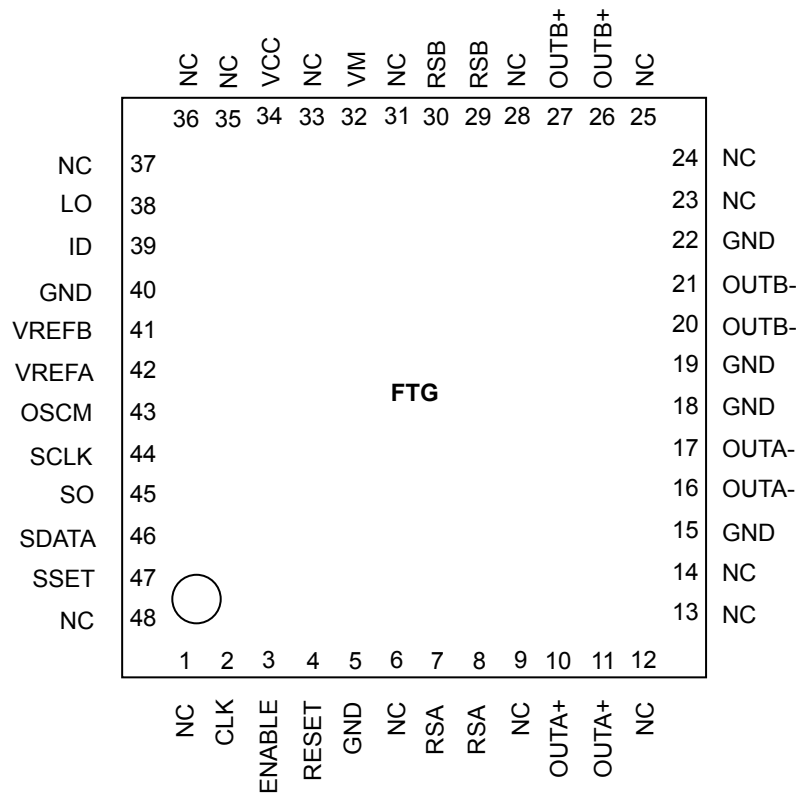 NC NC VCC NC VM NC RSB RSB NC OUTB+ OUTB+ NC
36 35 34 33 32 31 30 29 28 27 26 25
NC 37
LO 38
ID 39
GND 40
VREFB 41
VREFA 42
OSCM 43
SCLK 44
SO 45
SDATA 46
SSET 47
NC 48
FTG
24 NC
23 NC
22 GND
21 OUTB-
20 OUTB-
19 GND
18 GND
17 OUTA-
16 OUTA-
15 GND
14 NC
13 NC
1 2 3 4 5 6 7 8 9 10 11 12
NC CLK ENABLE RESET GND NC RSA RSA NC OUTA+ OUTA+ NC